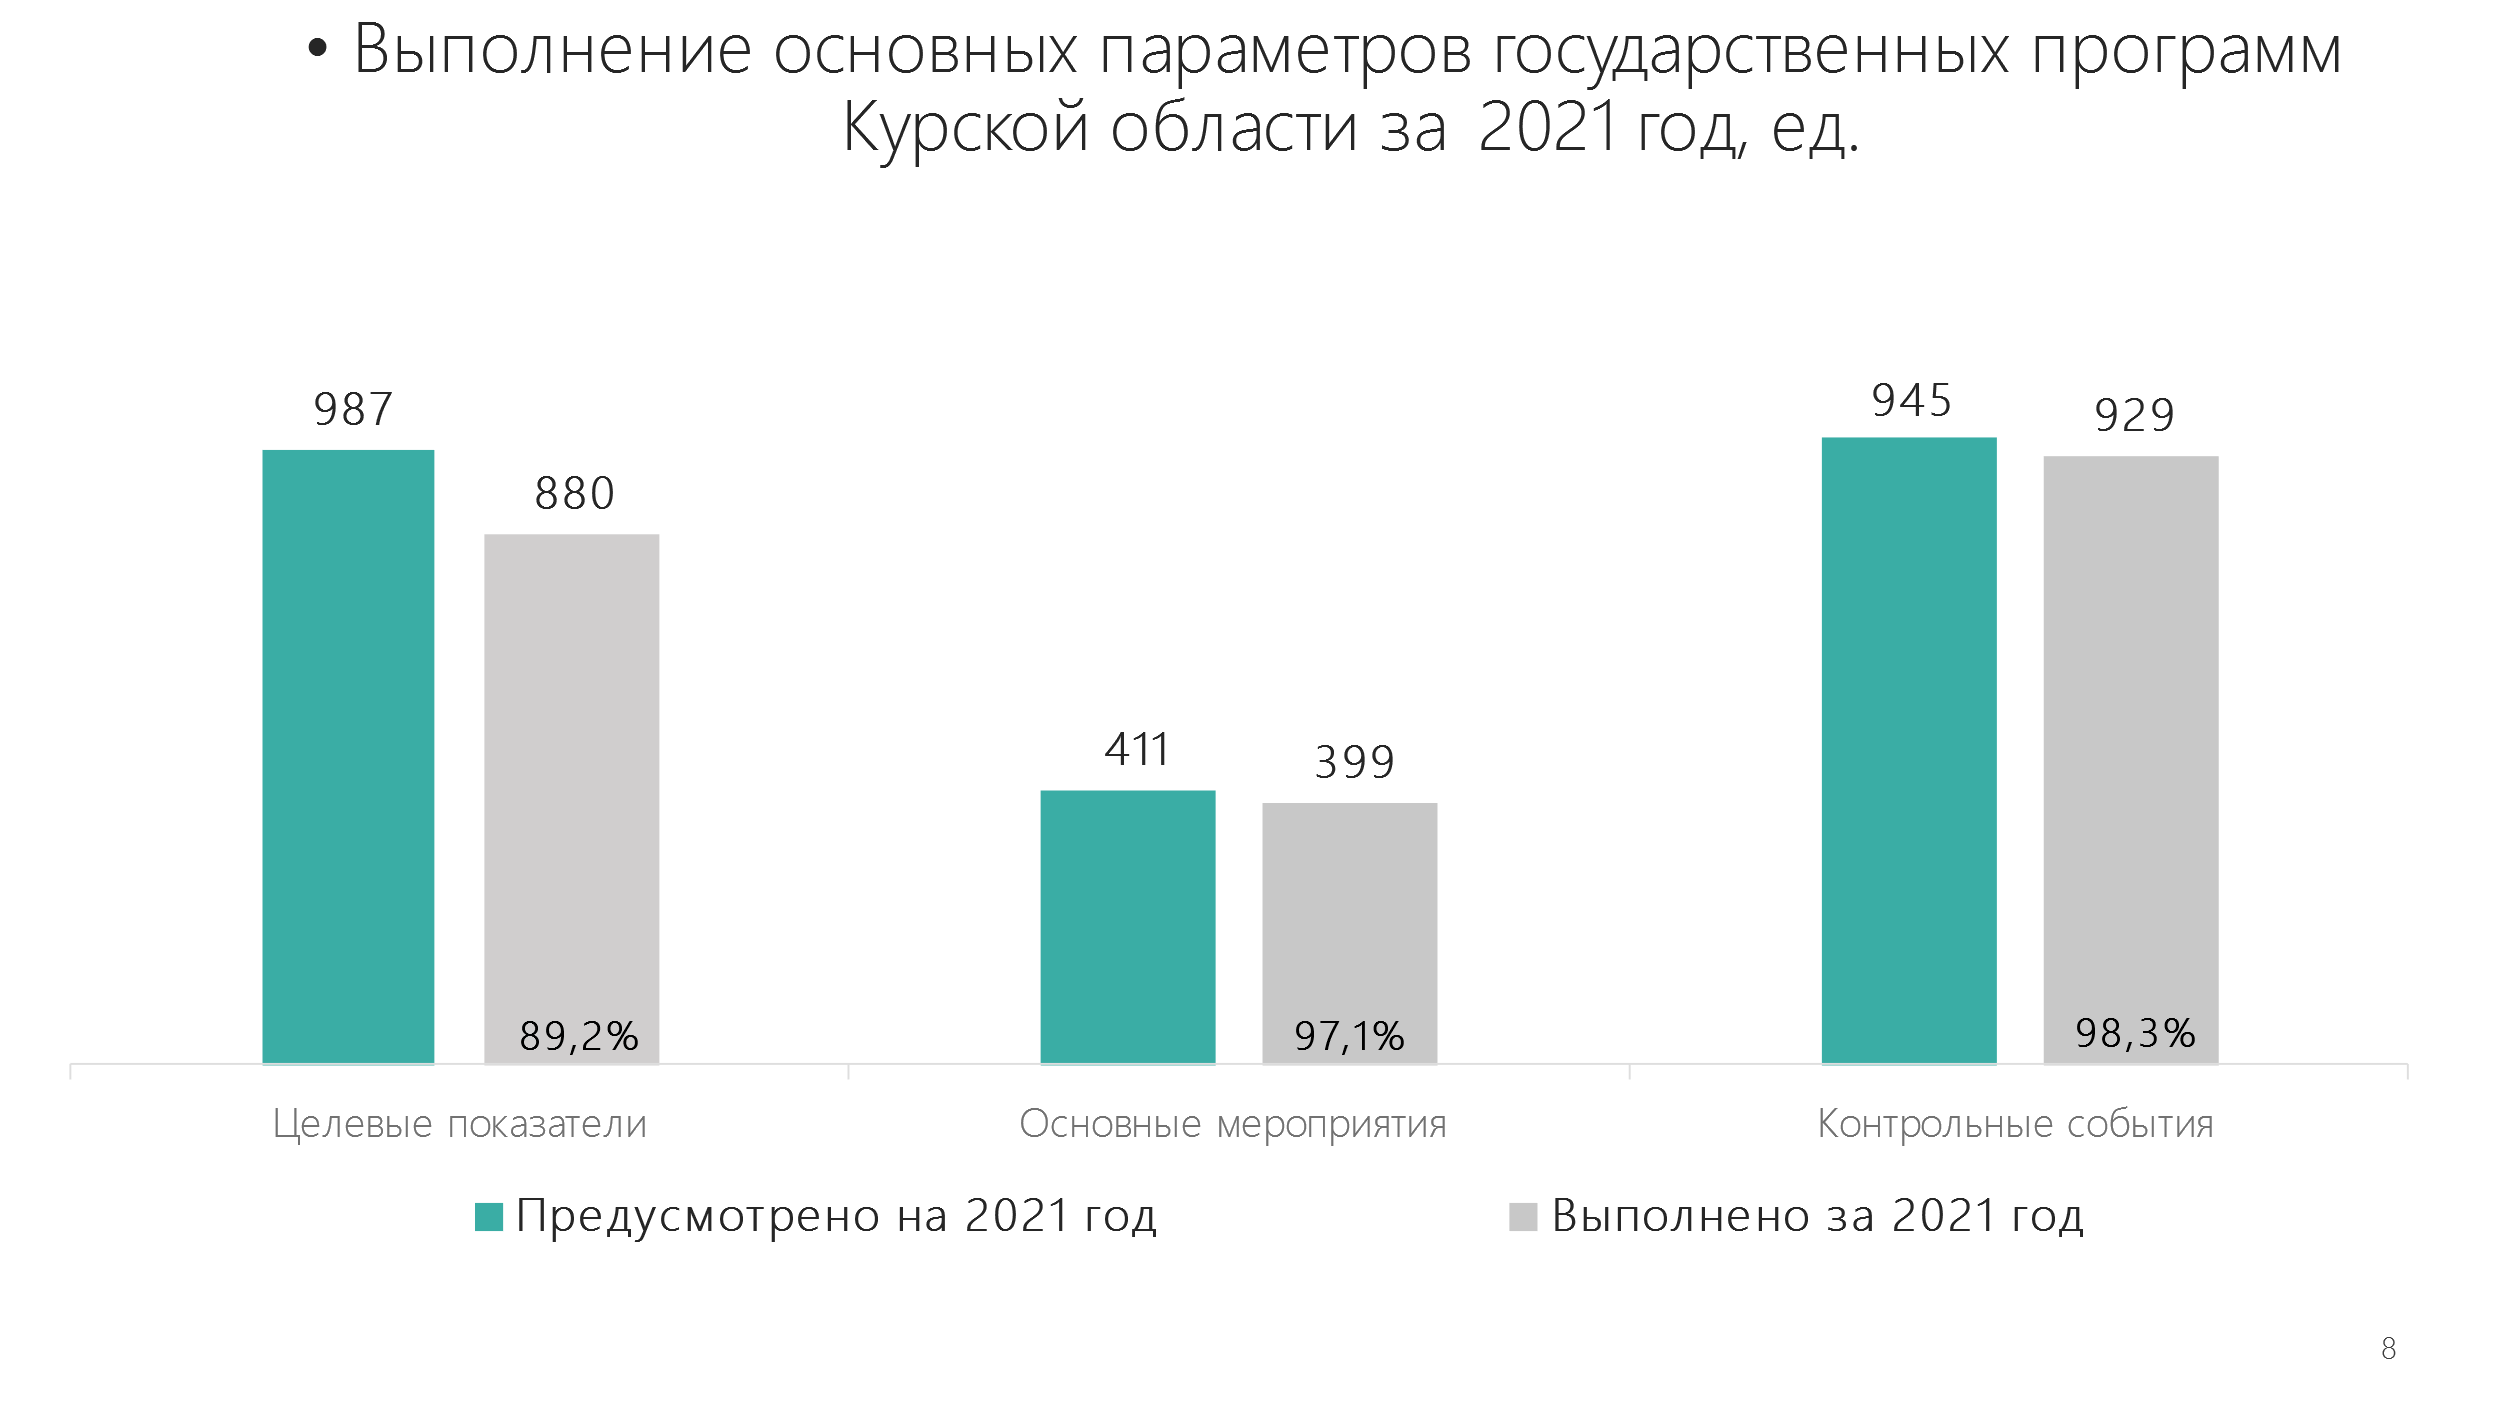 • Выполнение основных параметров государственных программ
Курской области за 2021 год, ед.
987
880
411
399
945
929
89,2%
97,1%
98,3%
Целевые показатели
Основные мероприятия
Контрольные события
Предусмотрено на 2021 год
Выполнено за 2021 год
8